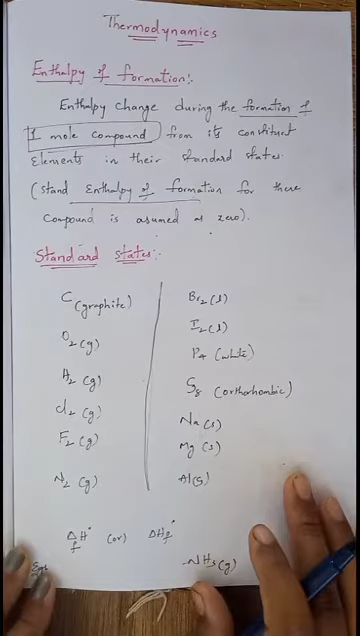 Thermodynamics
Enthalpy of formation:-
Enthalpy change during the formation of
1 mole compound from its constituent
Elements in their standard states.
(stand Enthalpy of formation for these
Compound is assumed as zero).
Standard states:-
C (graphite)
O2 (g)
H2 (g)
Cl2 (g)
F2 (g)
N2 (g)
Br2 (l)
I2 (l)
P4 (white)
S8 (orthorhombic)
Na (s)
Mg (s)
Al (s)
ΔfH° (or) ΔHf°
Eg:
NH3 (g)